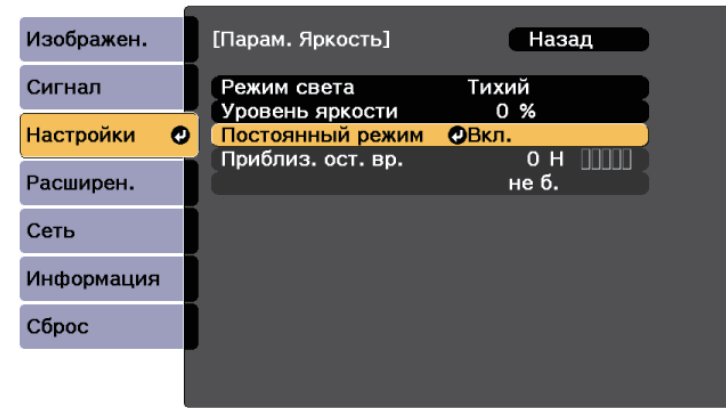 Изображен.
Сигнал
Настройки
Расширен.
Сеть
Информация
Сброс
[Парам. Яркость] Назад
Режим света Тихий
Уровень яркости 0 %
Постоянный режим Вкл.
Приблиз. ост. вр. 0 H
не б.